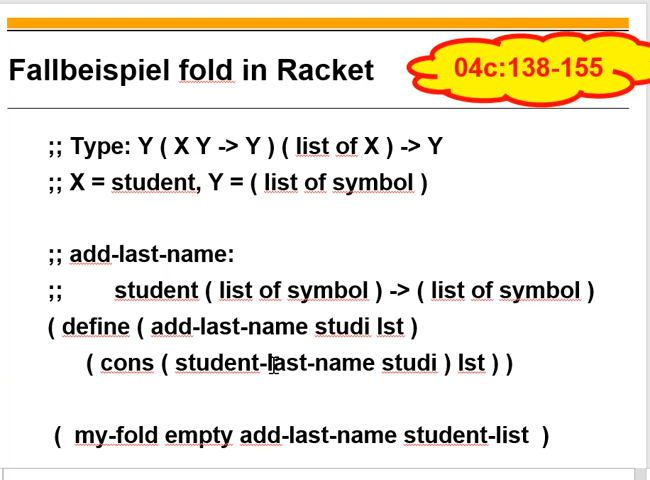 Fallbeispiel fold in Racket
04c:138-155
;; Type: Y ( X Y -> Y ) ( list of X ) -> Y
;; X = student, Y = ( list of symbol )
;; add-last-name:
;; student ( list of symbol ) -> ( list of symbol )
( define ( add-last-name studi lst )
( cons ( student-last-name studi ) lst ) )
( my-fold empty add-last-name student-list )